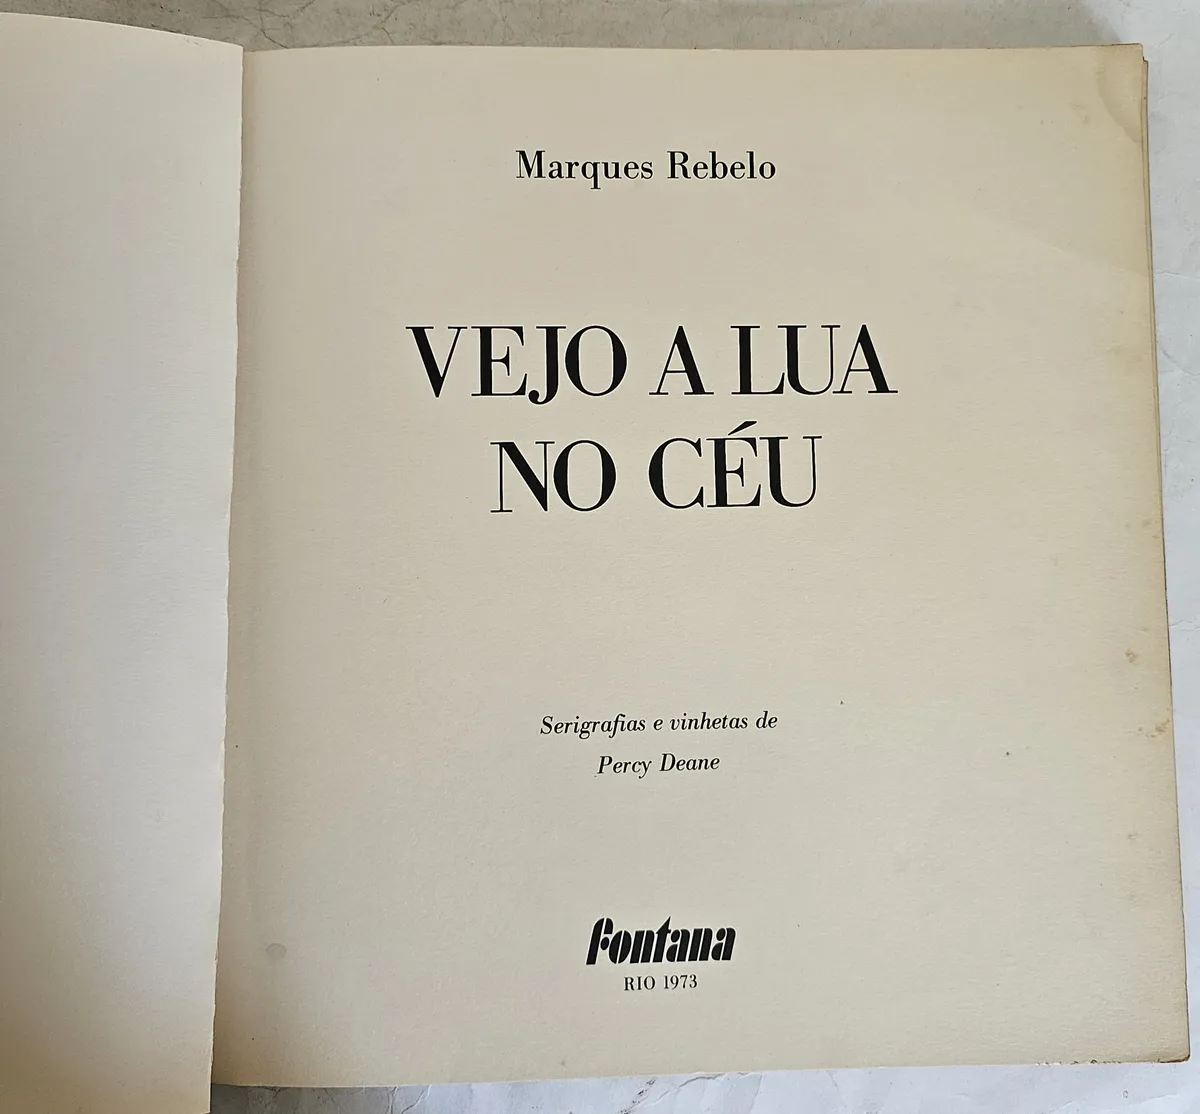 Marques Rebelo
VEJO A LUA
NO CÉU
Serigrafias e vinhetas de
Percy Deane
fontana
RIO 1973